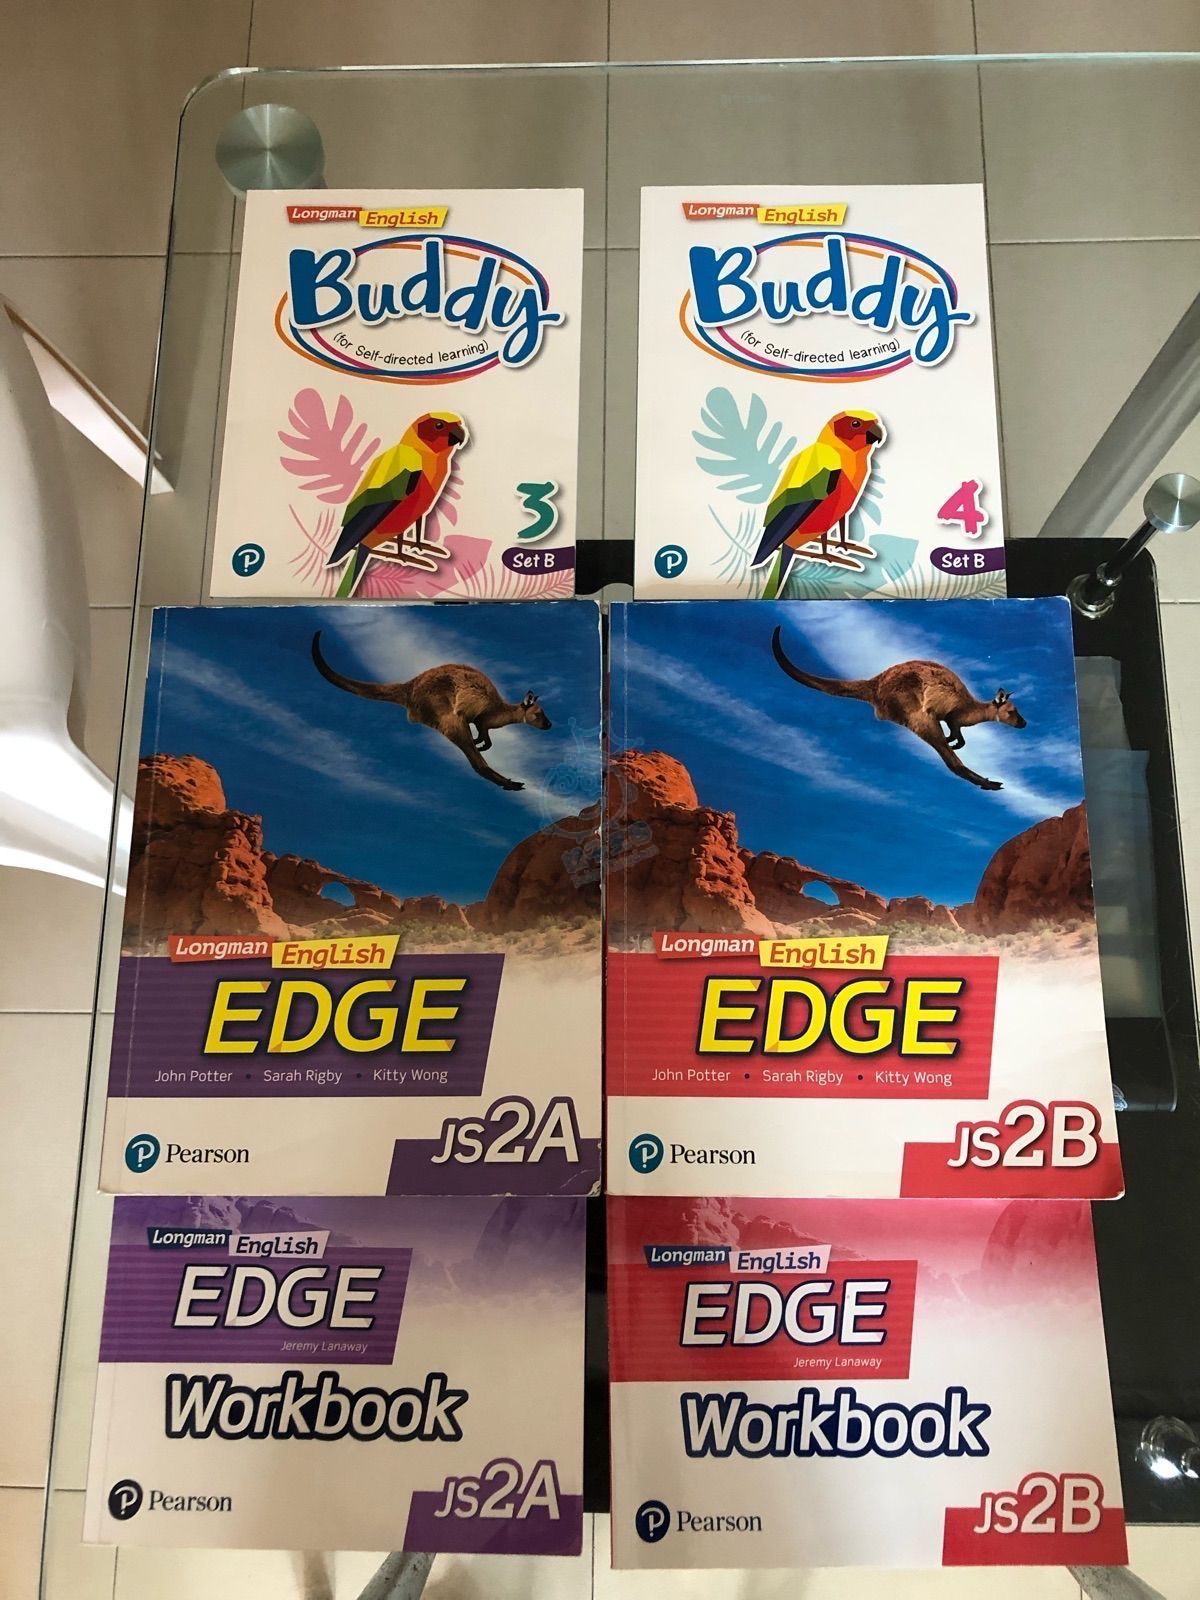 Longman English
Buddy
(for Self-directed learning)
3
Set B
P
Longman English
Buddy
(for Self-directed learning)
4
Set B
P
Longman English
EDGE
John Potter • Sarah Rigby • Kitty Wong
JS2A
P Pearson
Longman English
EDGE
John Potter • Sarah Rigby • Kitty Wong
JS2B
P Pearson
Longman English
EDGE
Jeremy Lanaway
Workbook
JS2A
P Pearson
Longman English
EDGE
Jeremy Lanaway
Workbook
JS2B
P Pearson